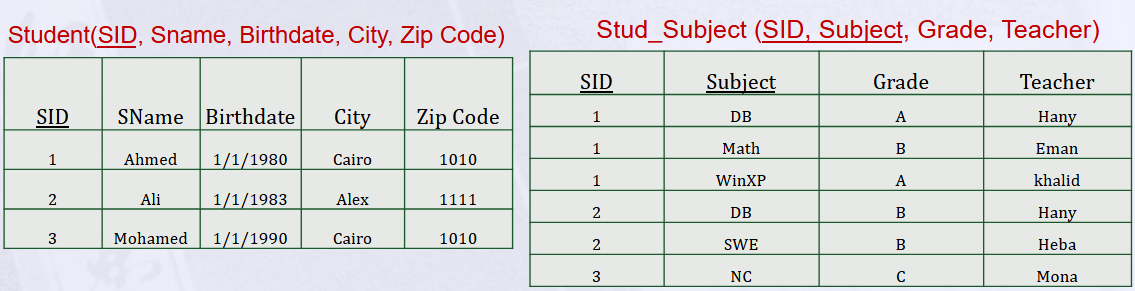 Student(SID, Sname, Birthdate, City, Zip Code)
SID SName Birthdate City Zip Code
1 Ahmed 1/1/1980 Cairo 1010
2 Ali 1/1/1983 Alex 1111
3 Mohamed 1/1/1990 Cairo 1010
Stud_Subject (SID, Subject, Grade, Teacher)
SID Subject Grade Teacher
1 DB A Hany
1 Math B Eman
1 WinXP A khalid
2 DB B Hany
2 SWE B Heba
3 NC C Mona